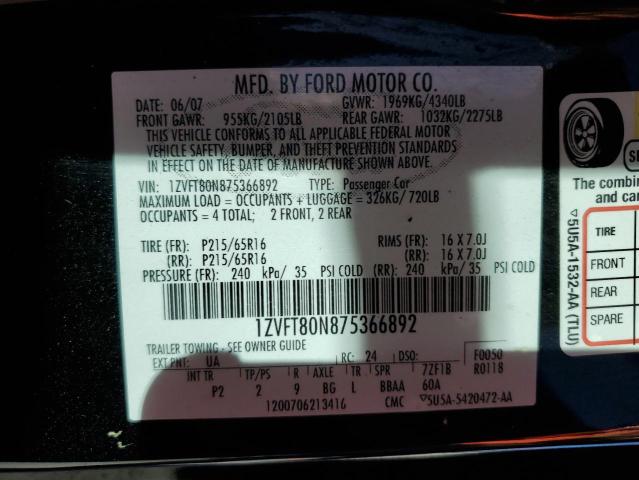 MFD. BY FORD MOTOR CO.
DATE: 06/07 GVWR: 1969KG/4340LB
FRONT GAWR: 955KG/2105LB REAR GAWR: 1032KG/2275LB
THIS VEHICLE CONFORMS TO ALL APPLICABLE FEDERAL MOTOR
VEHICLE SAFETY, BUMPER, AND THEFT PREVENTION STANDARDS
IN EFFECT ON THE DATE OF MANUFACTURE SHOWN ABOVE.
VIN: 1ZVFT80N875366892 TYPE: Passenger Car
MAXIMUM LOAD = OCCUPANTS + LUGGAGE = 326KG/720LB
OCCUPANTS = 4 TOTAL; 2 FRONT, 2 REAR
TIRE (FR): P215/65R16 RIMS (FR): 16 X 7.0J
(RR): P215/65R16 (RR): 16 X 7.0J
PRESSURE (FR): 240 kPa/ 35 PSI COLD (RR): 240 kPa/ 35 PSI COLD
1ZVFT80N875366892
TRAILER TOWING - SEE OWNER GUIDE
EXT PNT: UA RC: 24 DSO: F0050
INT TR TP/PS R AXLE TR SPR 7ZF1B R0118
P2 2 9 BG L BBAA 60A
1200706213416 CMC ▽5U5A-5420472-AA
The combin
and car
▽5U5A-1532-AA (TLU)
TIRE
FRONT
REAR
SPARE